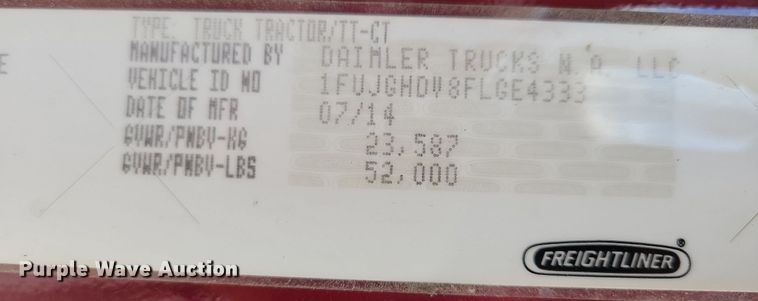 TYPE: TRUCK TRACTOR/TT-CT
MANUFACTURED BY DAIMLER TRUCKS N.A. LLC
E
VEHICLE ID NO 1FUJGHDV8FLGE4333
DATE OF MFR 07/14
GVWR/PNBV-KG 23,587
GVWR/PNBV-LBS 52,000
FREIGHTLINER®
Purple Wave Auction